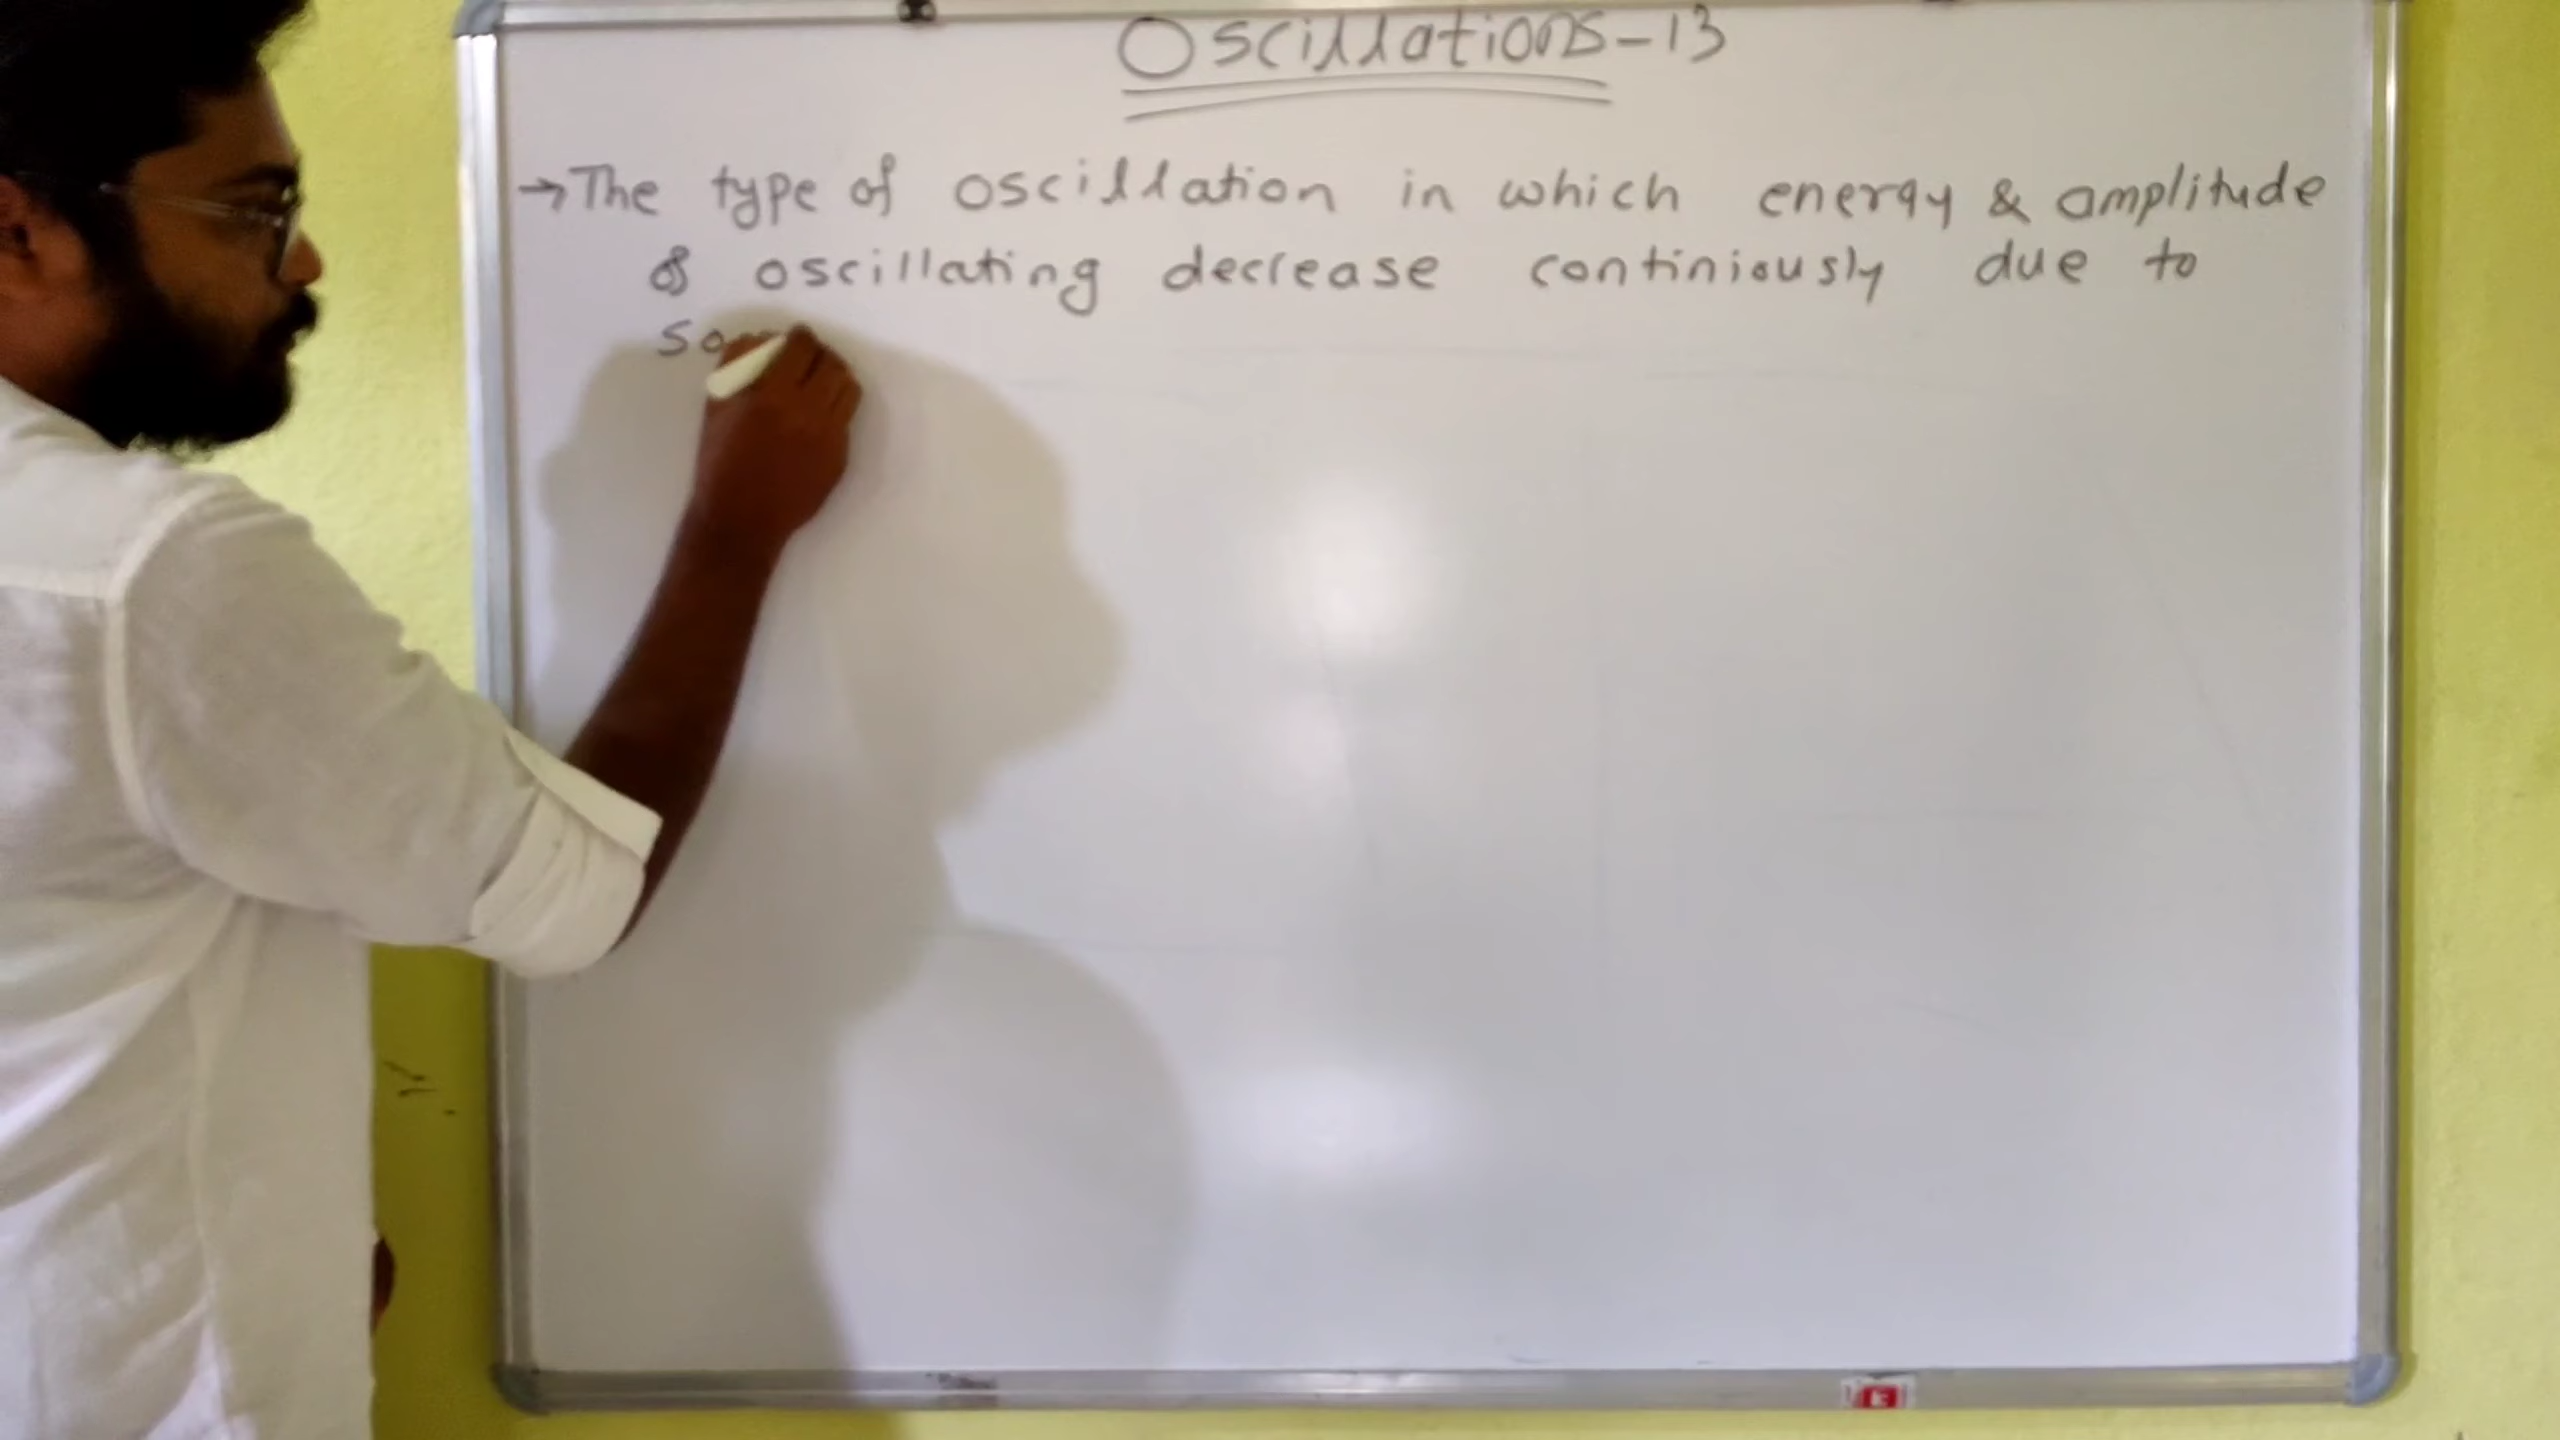 Oscillations-13
→The type of oscillation in which energy & amplitude
of oscillating decrease continiously due to